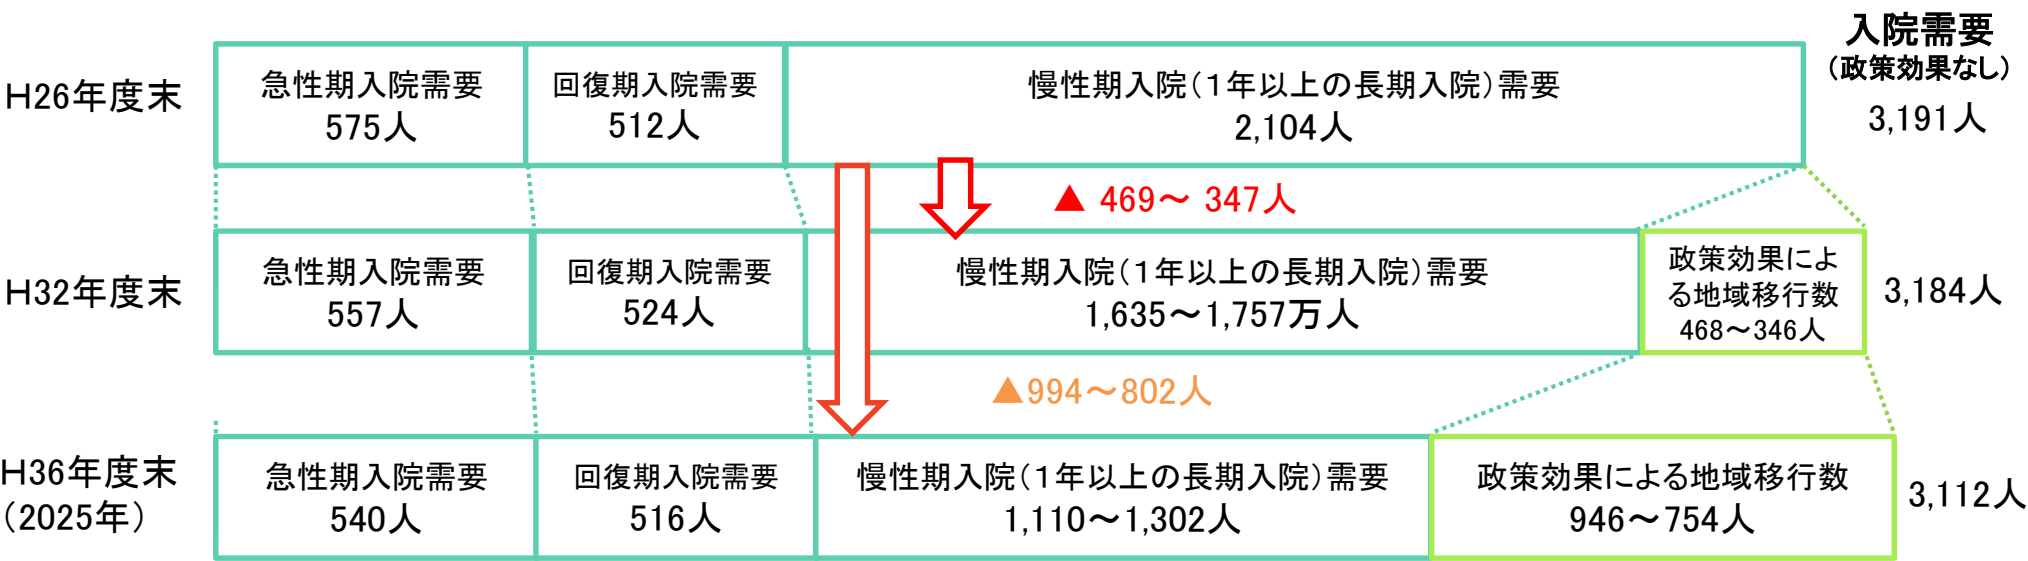 入院需要
（政策効果なし）
H26年度末
急性期入院需要
575人
回復期入院需要
512人
慢性期入院（１年以上の長期入院）需要
2,104人
3,191人
▲ 469～ 347人
H32年度末
急性期入院需要
557人
回復期入院需要
524人
慢性期入院（１年以上の長期入院）需要
1,635～1,757万人
政策効果によ
る地域移行数
468～346人
3,184人
▲994～802人
H36年度末
（2025年）
急性期入院需要
540人
回復期入院需要
516人
慢性期入院（１年以上の長期入院）需要
1,110～1,302人
政策効果による地域移行数
946～754人
3,112人